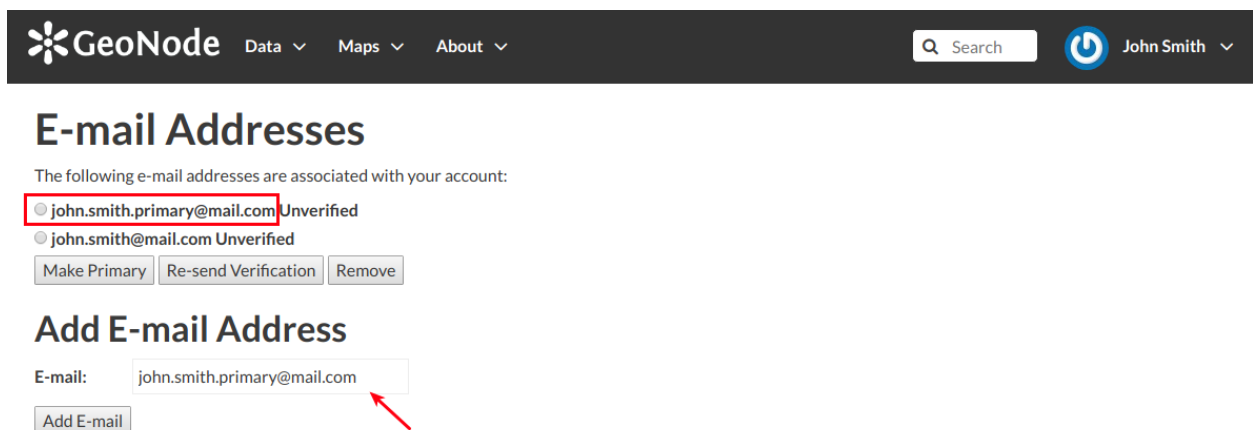 GeoNode Data Maps About Search John Smith
E-mail Addresses
The following e-mail addresses are associated with your account:
john.smith.primary@mail.com Unverified
john.smith@mail.com Unverified
Make Primary Re-send Verification Remove
Add E-mail Address
E-mail: john.smith.primary@mail.com
Add E-mail